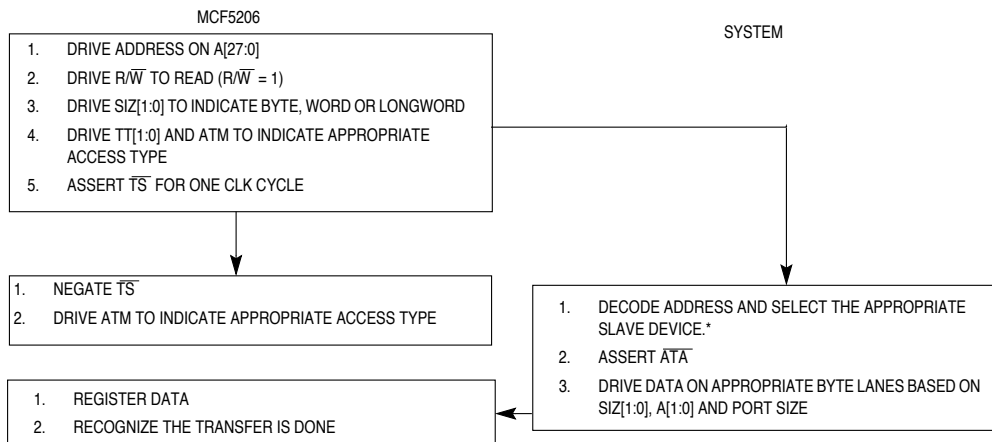 MCF5206
SYSTEM
1. DRIVE ADDRESS ON A[27:0]
2. DRIVE R/W̅ TO READ (R/W̅ = 1)
3. DRIVE SIZ[1:0] TO INDICATE BYTE, WORD OR LONGWORD
4. DRIVE TT[1:0] AND ATM TO INDICATE APPROPRIATE
ACCESS TYPE
5. ASSERT T̅S̅ FOR ONE CLK CYCLE
1. NEGATE T̅S̅
2. DRIVE ATM TO INDICATE APPROPRIATE ACCESS TYPE
1. DECODE ADDRESS AND SELECT THE APPROPRIATE
SLAVE DEVICE.*
2. ASSERT A̅T̅A̅
3. DRIVE DATA ON APPROPRIATE BYTE LANES BASED ON
SIZ[1:0], A[1:0] AND PORT SIZE
1. REGISTER DATA
2. RECOGNIZE THE TRANSFER IS DONE